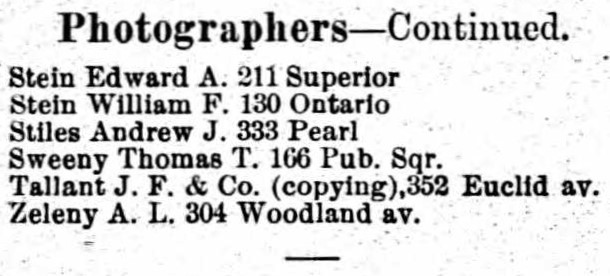 Photographers—Continued.
Stein Edward A. 211 Superior
Stein William F. 130 Ontario
Stiles Andrew J. 333 Pearl
Sweeny Thomas T. 166 Pub. Sqr.
Tallant J. F. & Co. (copying),352 Euclid av.
Zeleny A. L. 304 Woodland av.